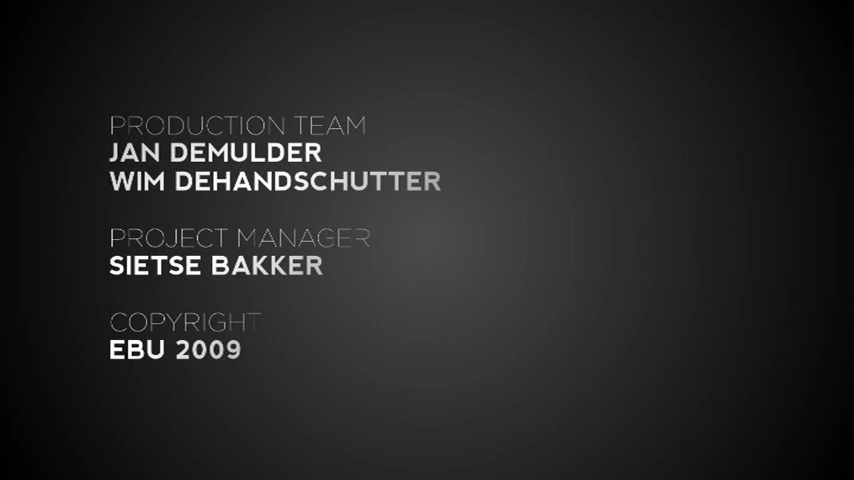 PRODUCTION TEAM
JAN DEMULDER
WIM DEHANDSCHUTTER
PROJECT MANAGER
SIETSE BAKKER
COPYRIGHT
EBU 2009